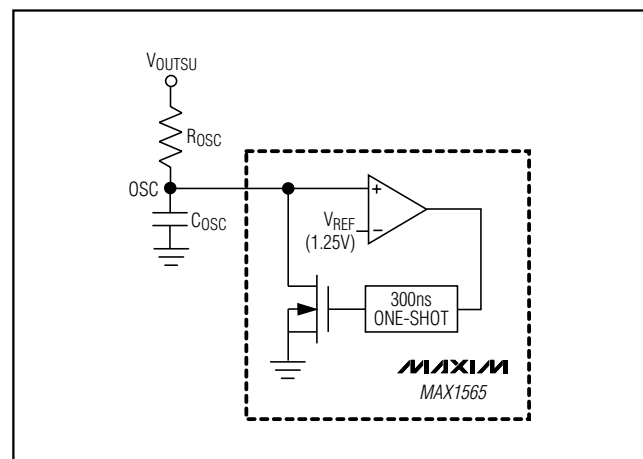 VOUTSU
ROSC
OSC
COSC
VREF
(1.25V)
+
−
300ns
ONE-SHOT
MAXIM
MAX1565